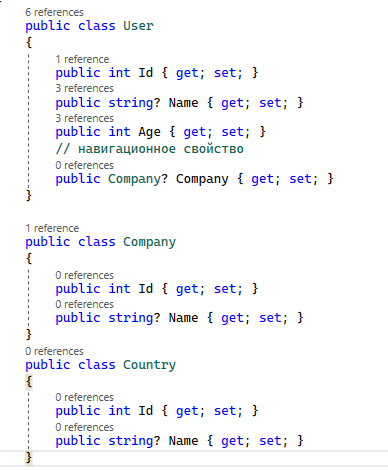 6 references
public class User
{
1 reference
public int Id { get; set; }
3 references
public string? Name { get; set; }
3 references
public int Age { get; set; }
// навигационное свойство
0 references
public Company? Company { get; set; }
}
1 reference
public class Company
{
0 references
public int Id { get; set; }
0 references
public string? Name { get; set; }
}
0 references
public class Country
{
0 references
public int Id { get; set; }
0 references
public string? Name { get; set; }
}